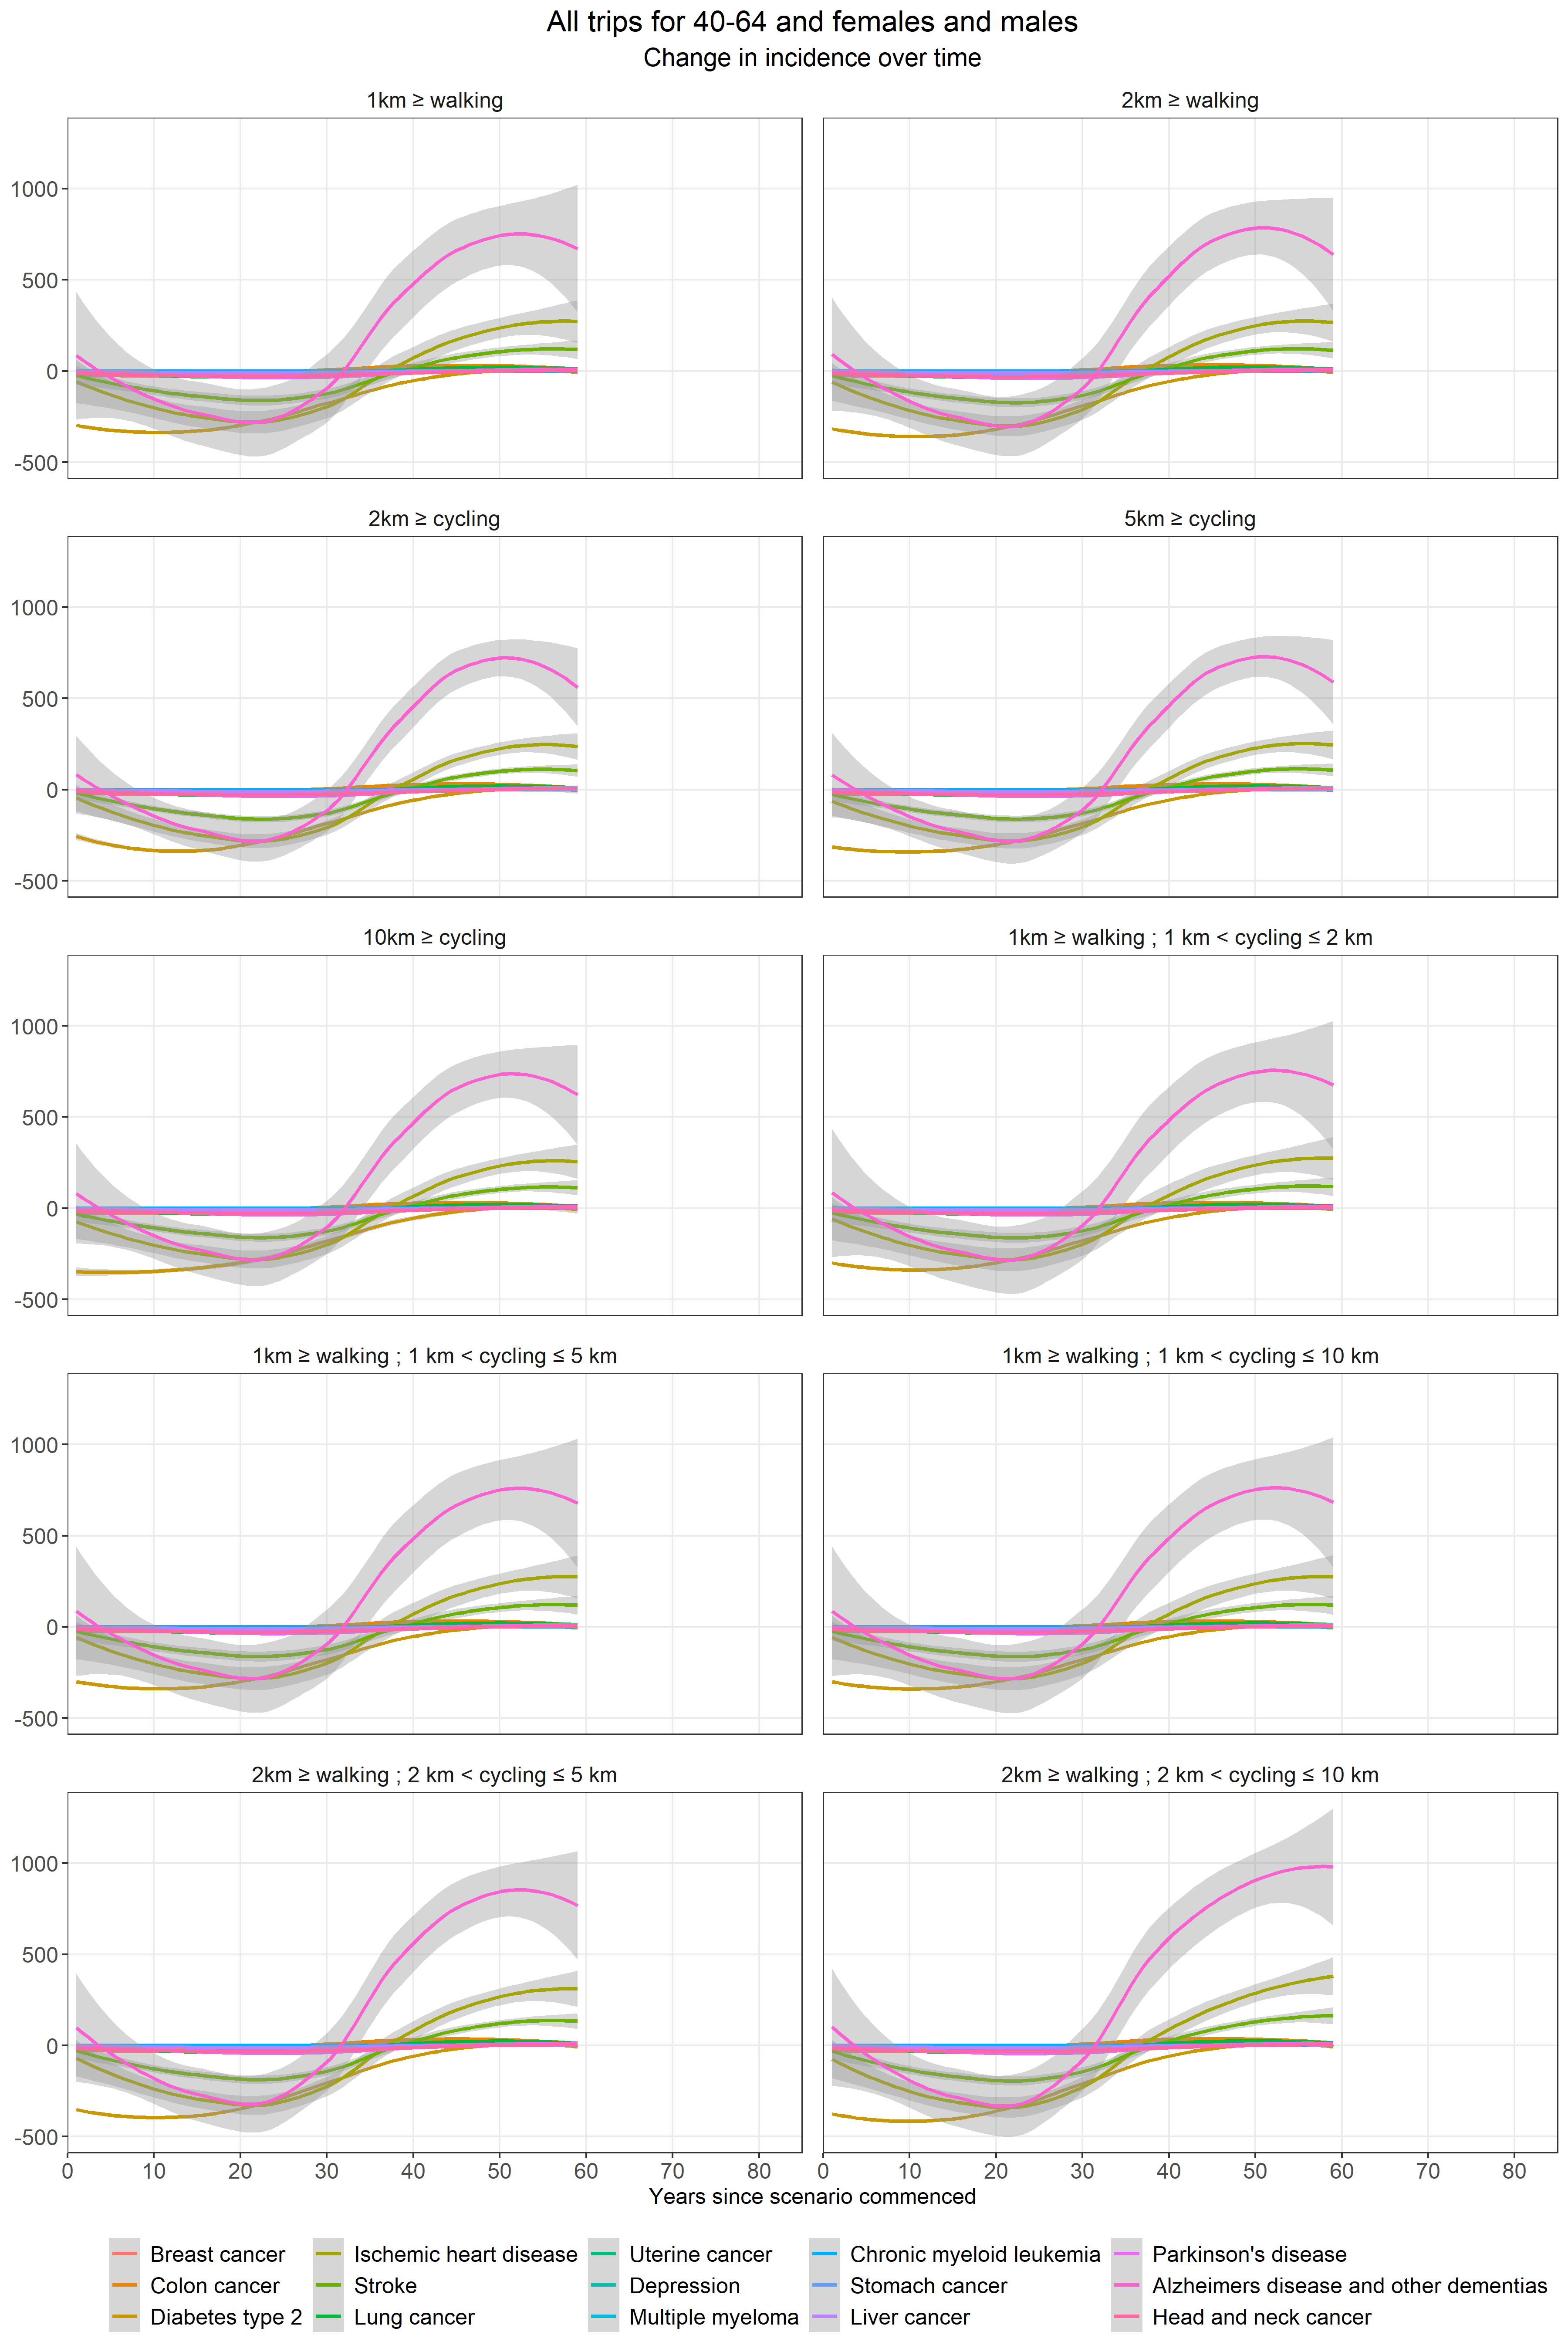 All trips for 40-64 and females and males
Change in incidence over time
1km ≥ walking
2km ≥ walking
1000
500
0
-500
2km ≥ cycling
5km ≥ cycling
1000
500
0
-500
10km ≥ cycling
1km ≥ walking ; 1 km < cycling ≤ 2 km
1000
500
0
-500
1km ≥ walking ; 1 km < cycling ≤ 5 km
1km ≥ walking ; 1 km < cycling ≤ 10 km
1000
500
0
-500
2km ≥ walking ; 2 km < cycling ≤ 5 km
2km ≥ walking ; 2 km < cycling ≤ 10 km
1000
500
0
-500
0 10 20 30 40 50 60 70 80
0 10 20 30 40 50 60 70 80
Years since scenario commenced
Breast cancer
Ischemic heart disease
Uterine cancer
Chronic myeloid leukemia
Parkinson's disease
Colon cancer
Stroke
Depression
Stomach cancer
Alzheimers disease and other dementias
Diabetes type 2
Lung cancer
Multiple myeloma
Liver cancer
Head and neck cancer